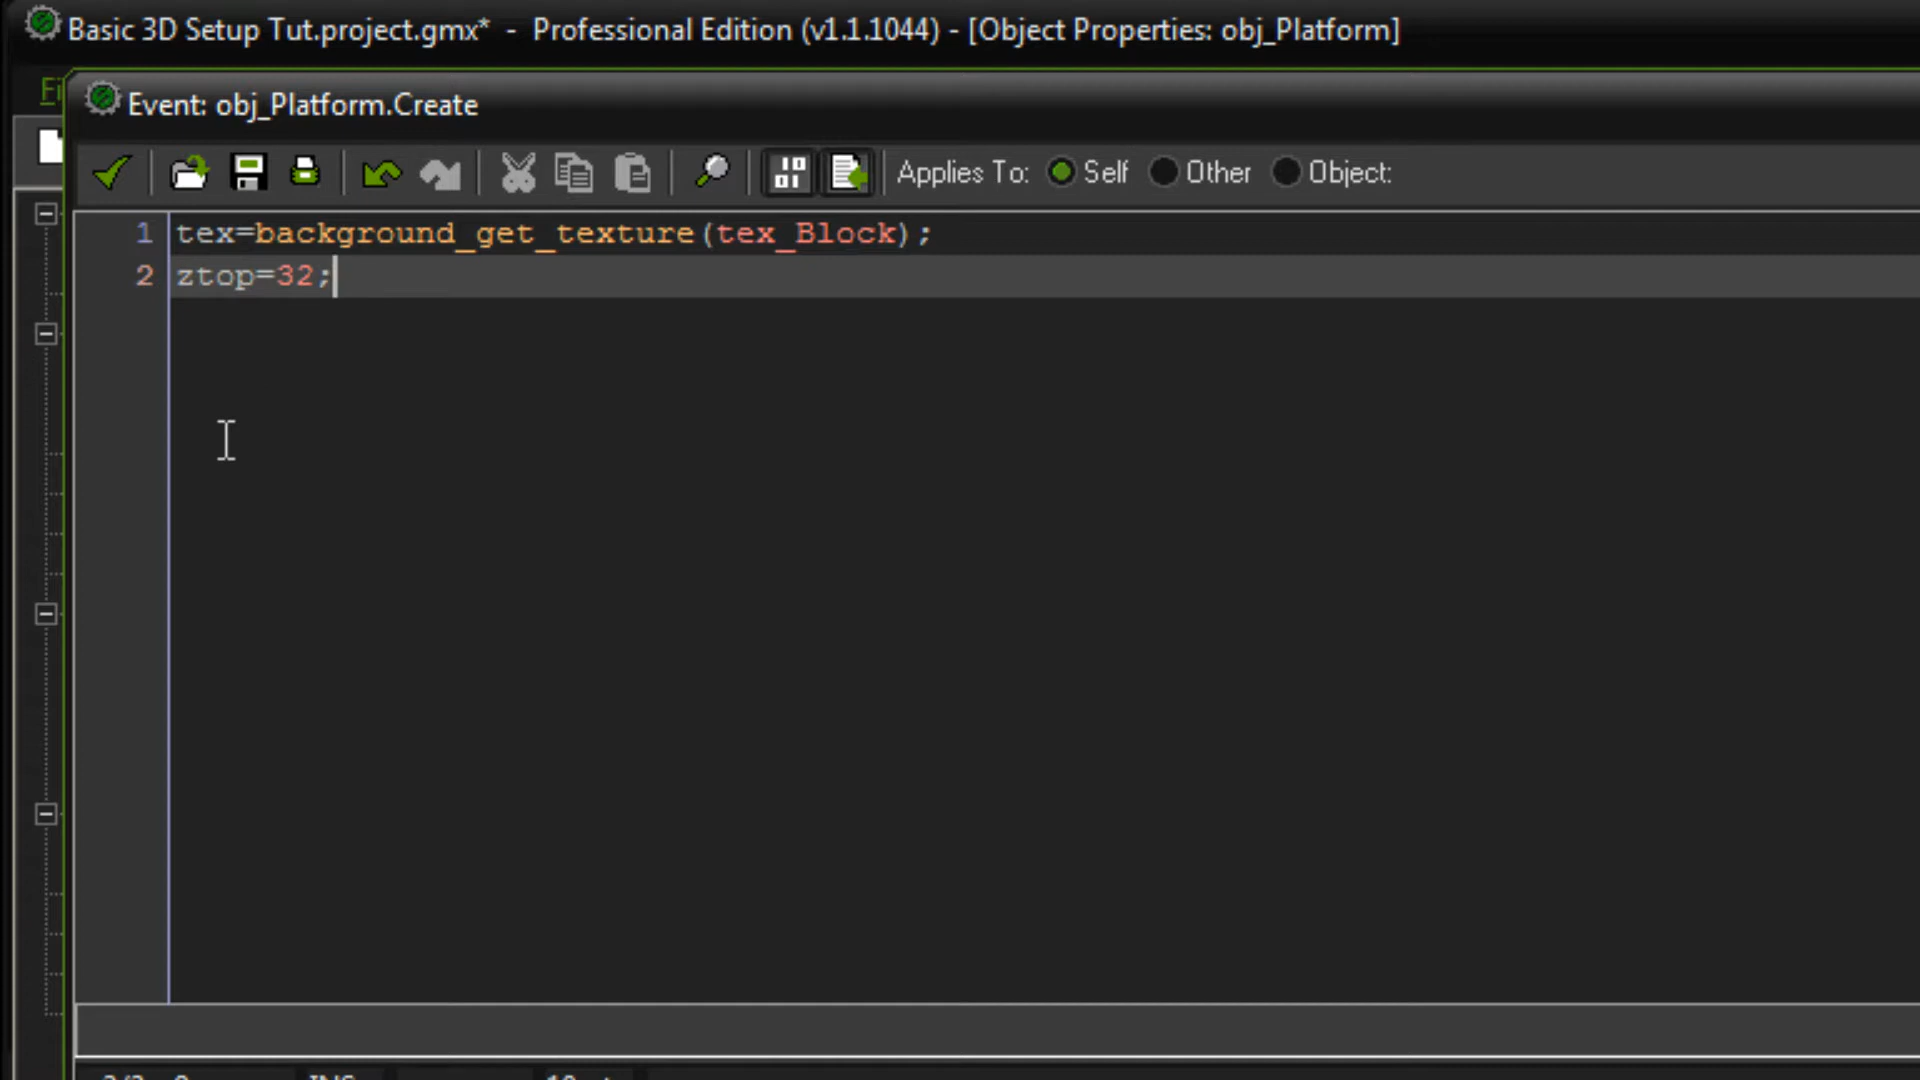 Basic 3D Setup Tut.project.gmx* - Professional Edition (v1.1.1044) - [Object Properties: obj_Platform]
Event: obj_Platform.Create
Applies To: Self Other Object:
1 tex=background_get_texture(tex_Block);
2 ztop=32;
INS